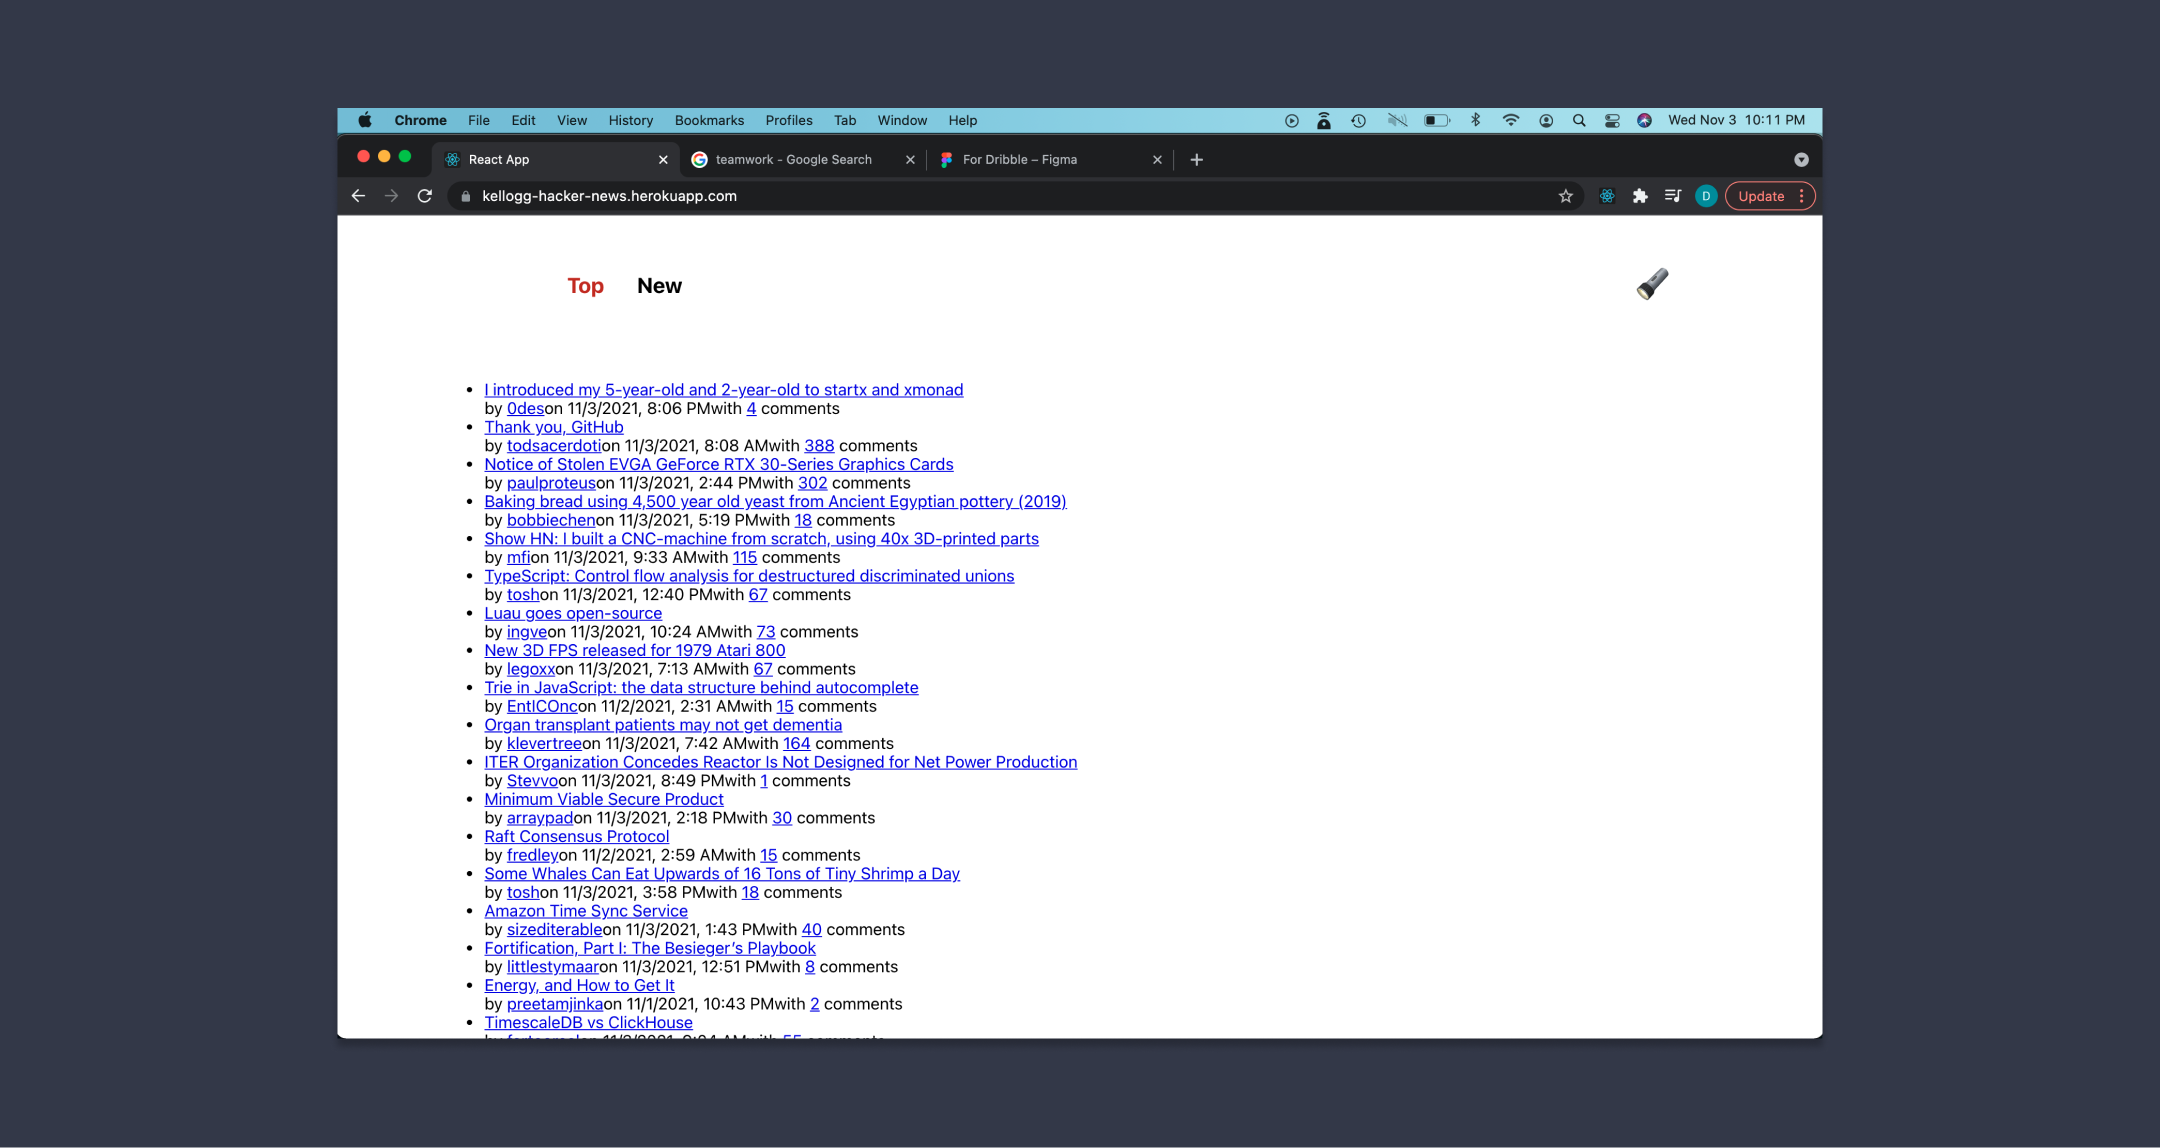 Chrome File Edit View History Bookmarks Profiles Tab Window Help Wed Nov 3 10:11 PM
React App teamwork - Google Search For Dribble – Figma
kellogg-hacker-news.herokuapp.com D Update
Top New
I introduced my 5-year-old and 2-year-old to startx and xmonad
by 0deson 11/3/2021, 8:06 PMwith 4 comments
Thank you, GitHub
by todsacerdotion 11/3/2021, 8:08 AMwith 388 comments
Notice of Stolen EVGA GeForce RTX 30-Series Graphics Cards
by paulproteuson 11/3/2021, 2:44 PMwith 302 comments
Baking bread using 4,500 year old yeast from Ancient Egyptian pottery (2019)
by bobbiechenon 11/3/2021, 5:19 PMwith 18 comments
Show HN: I built a CNC-machine from scratch, using 40x 3D-printed parts
by mfion 11/3/2021, 9:33 AMwith 115 comments
TypeScript: Control flow analysis for destructured discriminated unions
by toshon 11/3/2021, 12:40 PMwith 67 comments
Luau goes open-source
by ingveon 11/3/2021, 10:24 AMwith 73 comments
New 3D FPS released for 1979 Atari 800
by legoxxon 11/3/2021, 7:13 AMwith 67 comments
Trie in JavaScript: the data structure behind autocomplete
by EntICOncon 11/2/2021, 2:31 AMwith 15 comments
Organ transplant patients may not get dementia
by klevertreeon 11/3/2021, 7:42 AMwith 164 comments
ITER Organization Concedes Reactor Is Not Designed for Net Power Production
by Stevvoon 11/3/2021, 8:49 PMwith 1 comments
Minimum Viable Secure Product
by arraypadon 11/3/2021, 2:18 PMwith 30 comments
Raft Consensus Protocol
by fredleyon 11/2/2021, 2:59 AMwith 15 comments
Some Whales Can Eat Upwards of 16 Tons of Tiny Shrimp a Day
by toshon 11/3/2021, 3:58 PMwith 18 comments
Amazon Time Sync Service
by sizediterableon 11/3/2021, 1:43 PMwith 40 comments
Fortification, Part I: The Besieger’s Playbook
by littlestymaaron 11/3/2021, 12:51 PMwith 8 comments
Energy, and How to Get It
by preetamjinkaon 11/1/2021, 10:43 PMwith 2 comments
TimescaleDB vs ClickHouse